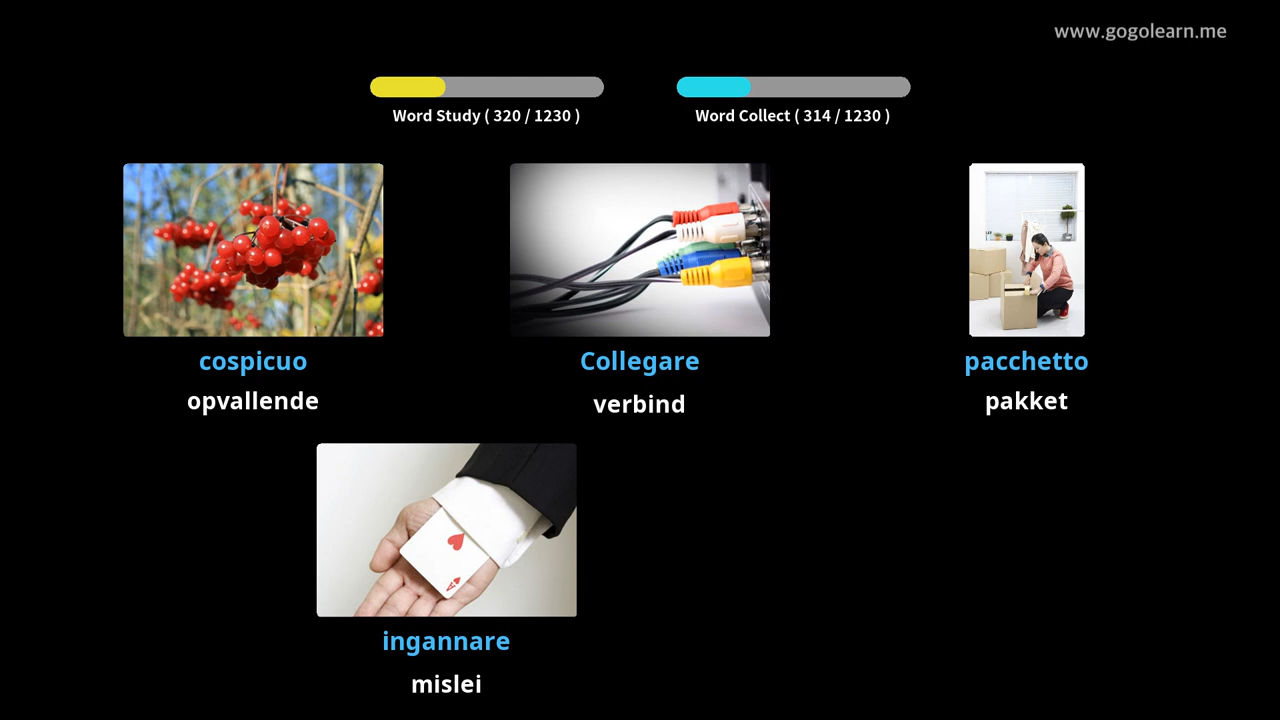 www.gogolearn.me
Word Study ( 320 / 1230 )
Word Collect ( 314 / 1230 )
cospicuo
opvallende
Collegare
verbind
pacchetto
pakket
A
ingannare
mislei